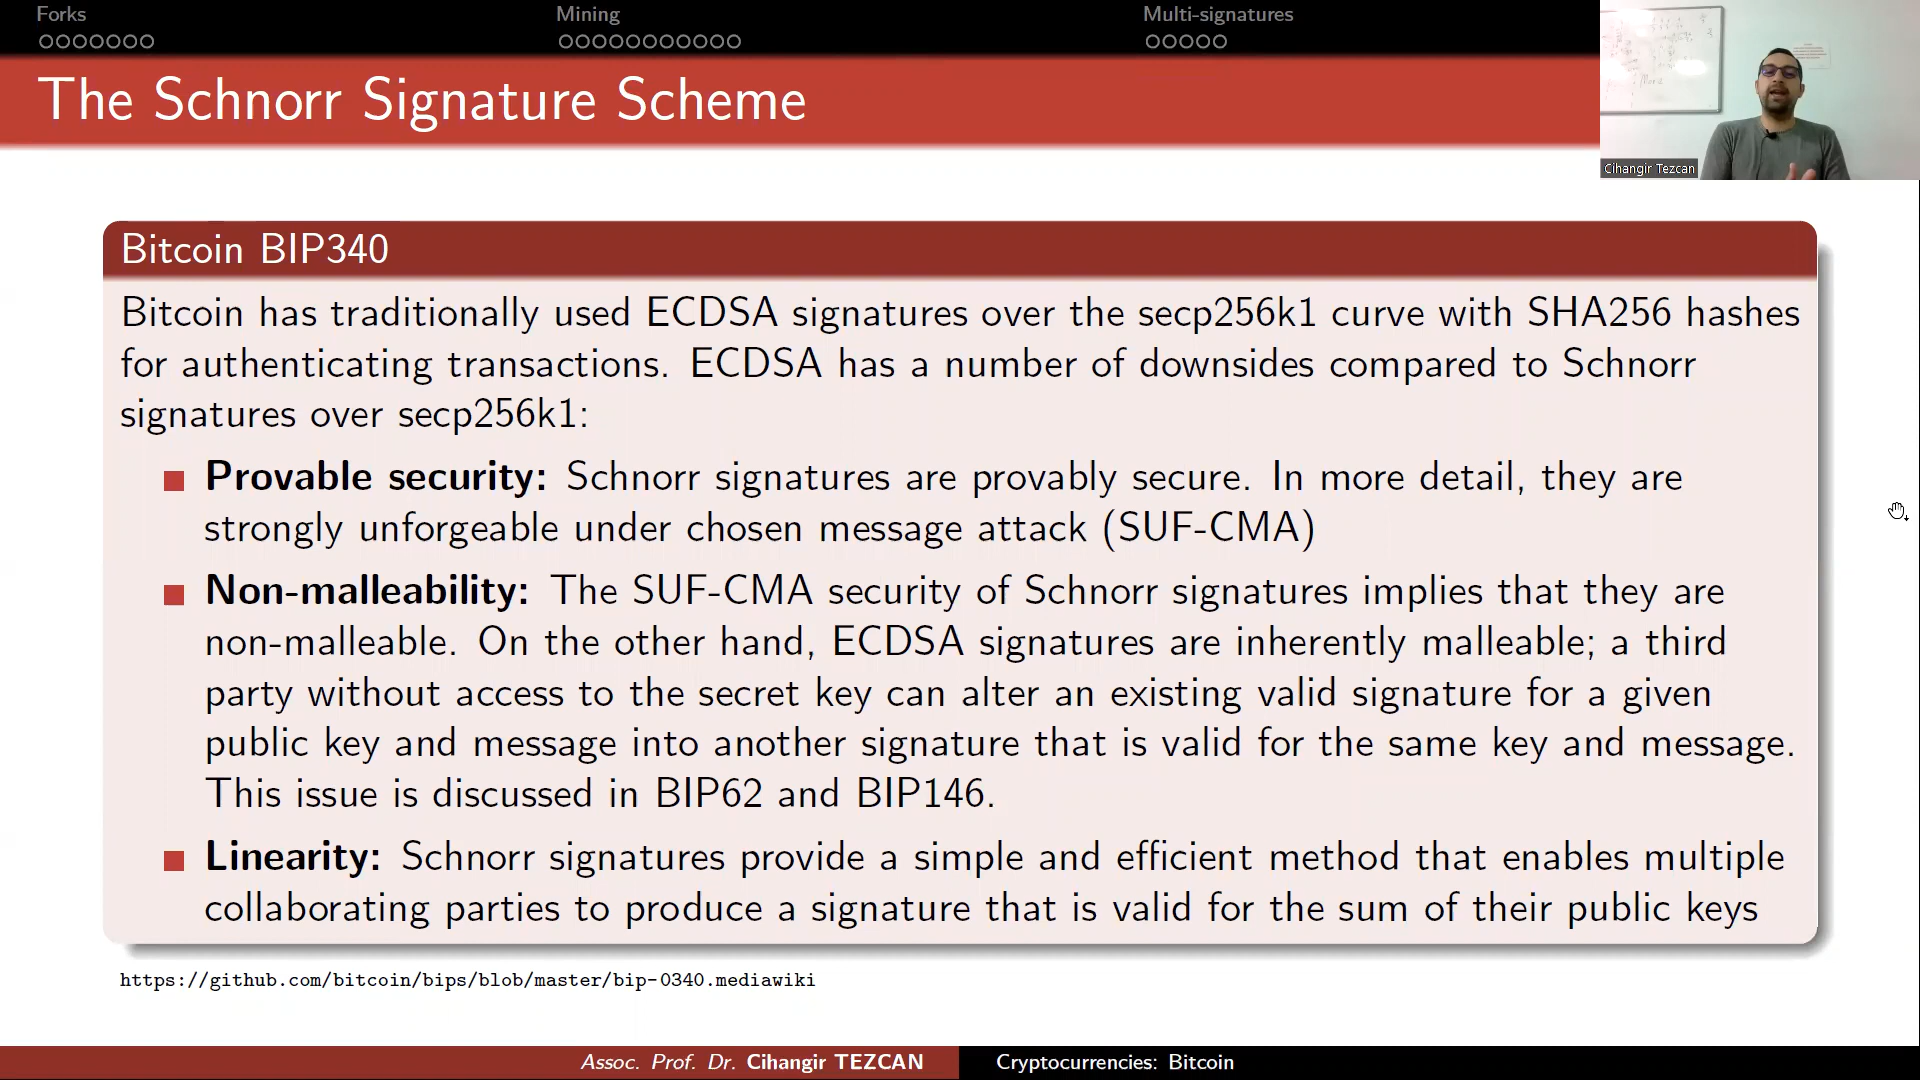 Forks
Mining
Multi-signatures
The Schnorr Signature Scheme
Cihangir Tezcan
Bitcoin BIP340
Bitcoin has traditionally used ECDSA signatures over the secp256k1 curve with SHA256 hashes
for authenticating transactions. ECDSA has a number of downsides compared to Schnorr
signatures over secp256k1:
Provable security: Schnorr signatures are provably secure. In more detail, they are
strongly unforgeable under chosen message attack (SUF-CMA)
Non-malleability: The SUF-CMA security of Schnorr signatures implies that they are
non-malleable. On the other hand, ECDSA signatures are inherently malleable; a third
party without access to the secret key can alter an existing valid signature for a given
public key and message into another signature that is valid for the same key and message.
This issue is discussed in BIP62 and BIP146.
Linearity: Schnorr signatures provide a simple and efficient method that enables multiple
collaborating parties to produce a signature that is valid for the sum of their public keys
https://github.com/bitcoin/bips/blob/master/bip-0340.mediawiki
Assoc. Prof. Dr. Cihangir TEZCAN
Cryptocurrencies: Bitcoin